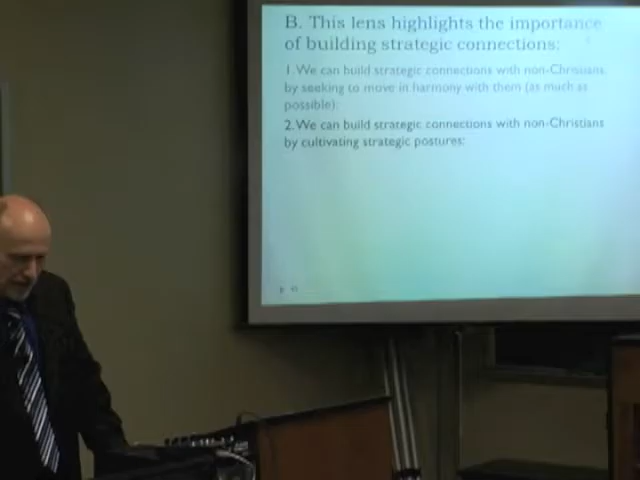 B. This lens highlights the importance
of building strategic connections:
1. We can build strategic connections with non-Christians
by seeking to move in harmony with them (as much as
possible).
2. We can build strategic connections with non-Christians
by cultivating strategic postures: